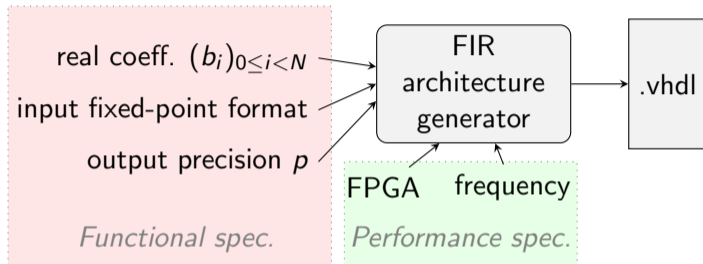 real coeff. (b_i)_{0≤i<N}
input fixed-point format
output precision p
Functional spec.
FIR
architecture
generator
.vhdl
FPGA frequency
Performance spec.